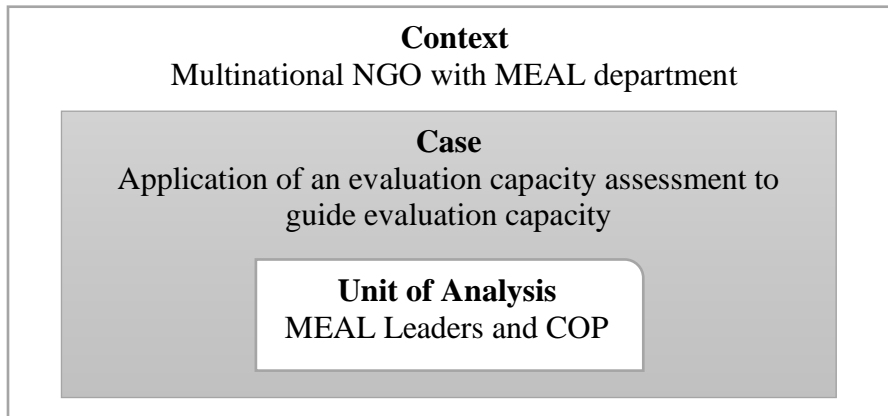 Context
Multinational NGO with MEAL department
Case
Application of an evaluation capacity assessment to
guide evaluation capacity
Unit of Analysis
MEAL Leaders and COP